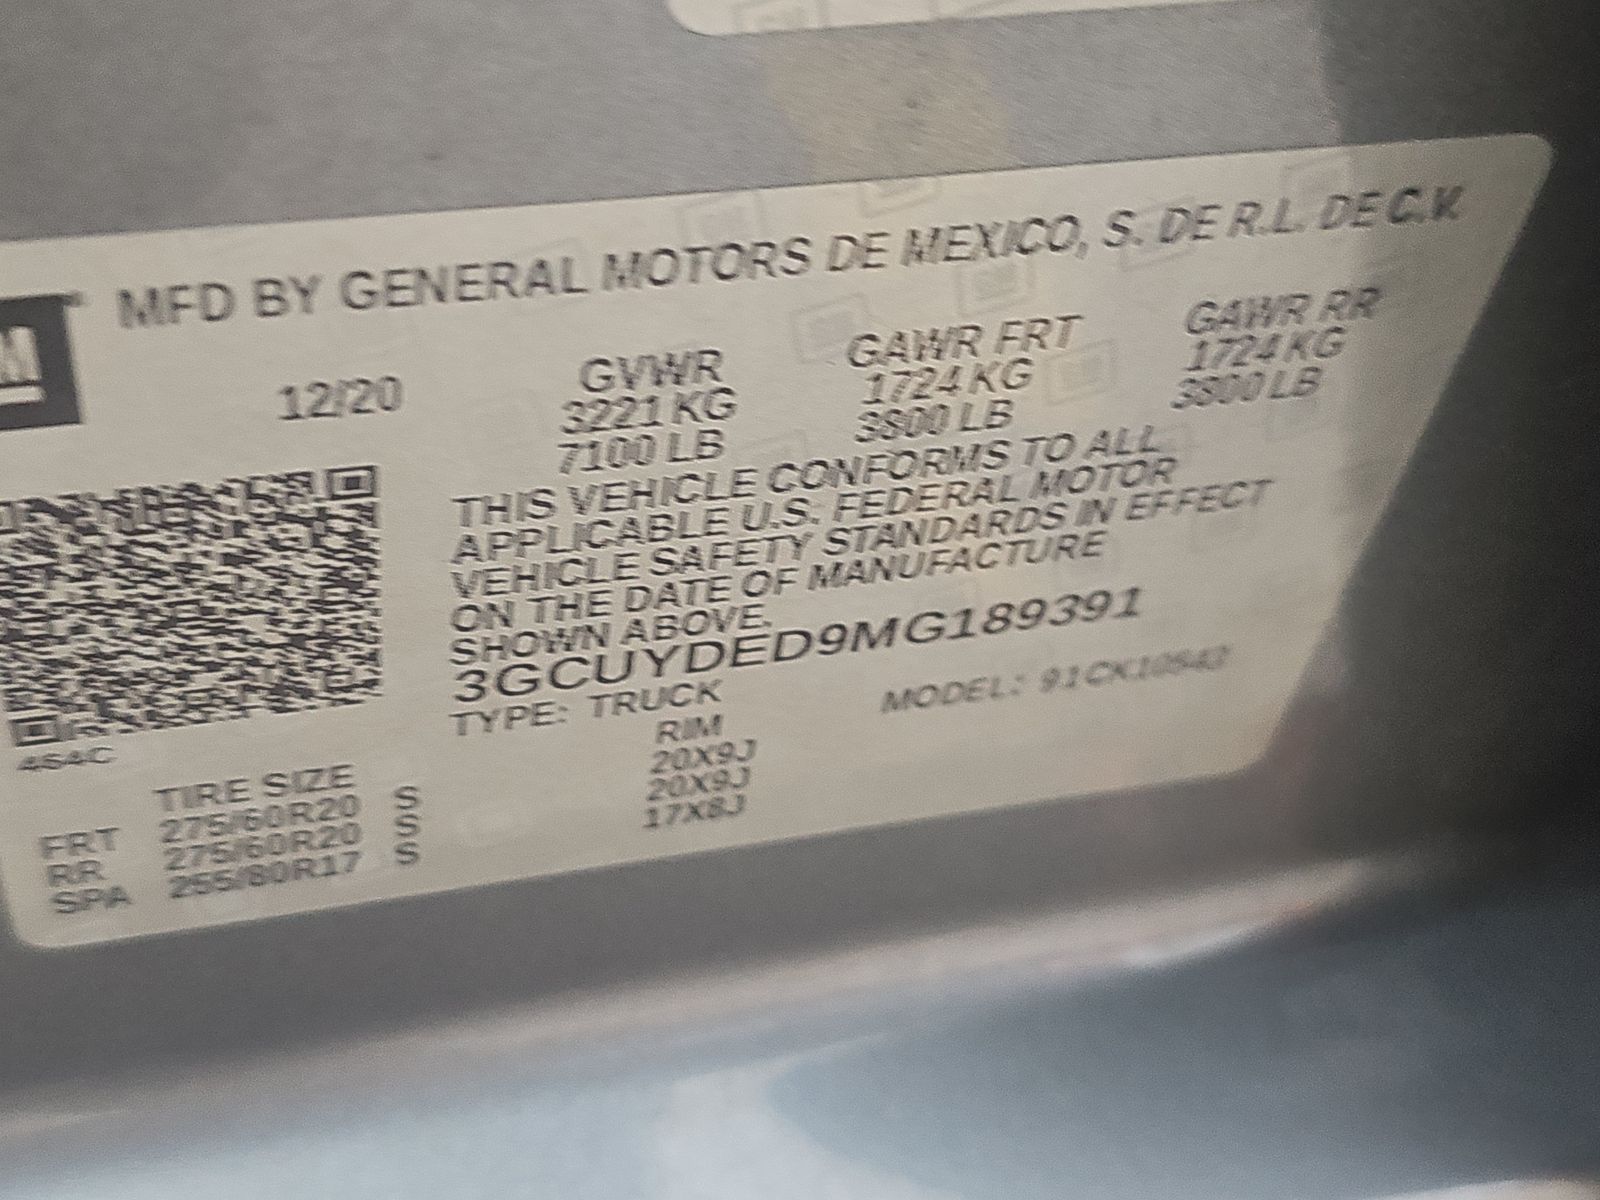 MFD BY GENERAL MOTORS DE MEXICO, S. DE R.L. DE C.V.
12/20
GVWR GAWR FRT GAWR RR
3221 KG 1724 KG 1724 KG
7100 LB 3800 LB 3800 LB
THIS VEHICLE CONFORMS TO ALL
APPLICABLE U.S. FEDERAL MOTOR
VEHICLE SAFETY STANDARDS IN EFFECT
ON THE DATE OF MANUFACTURE
SHOWN ABOVE.
3GCUYDED9MG189391
TYPE: TRUCK MODEL:
464C
TIRE SIZE RIM
FRT 275/60R20 S 20X9J
RR 275/60R20 S 20X9J
SPA 255/80R17 S 17X8J